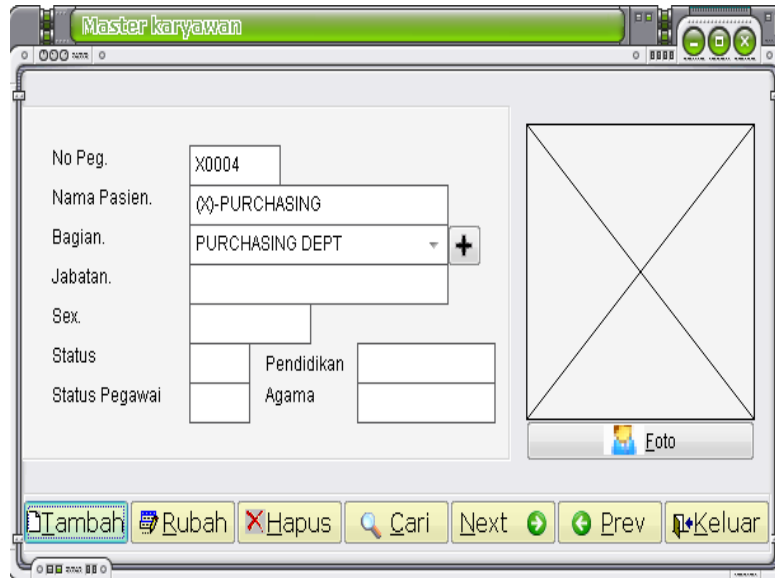 Master karyawan
No Peg. X0004
Nama Pasien. (X)-PURCHASING
Bagian. PURCHASING DEPT
Jabatan.
Sex.
Status Pendidikan
Status Pegawai Agama
Foto
Tambah Rubah Hapus Cari Next Prev Keluar